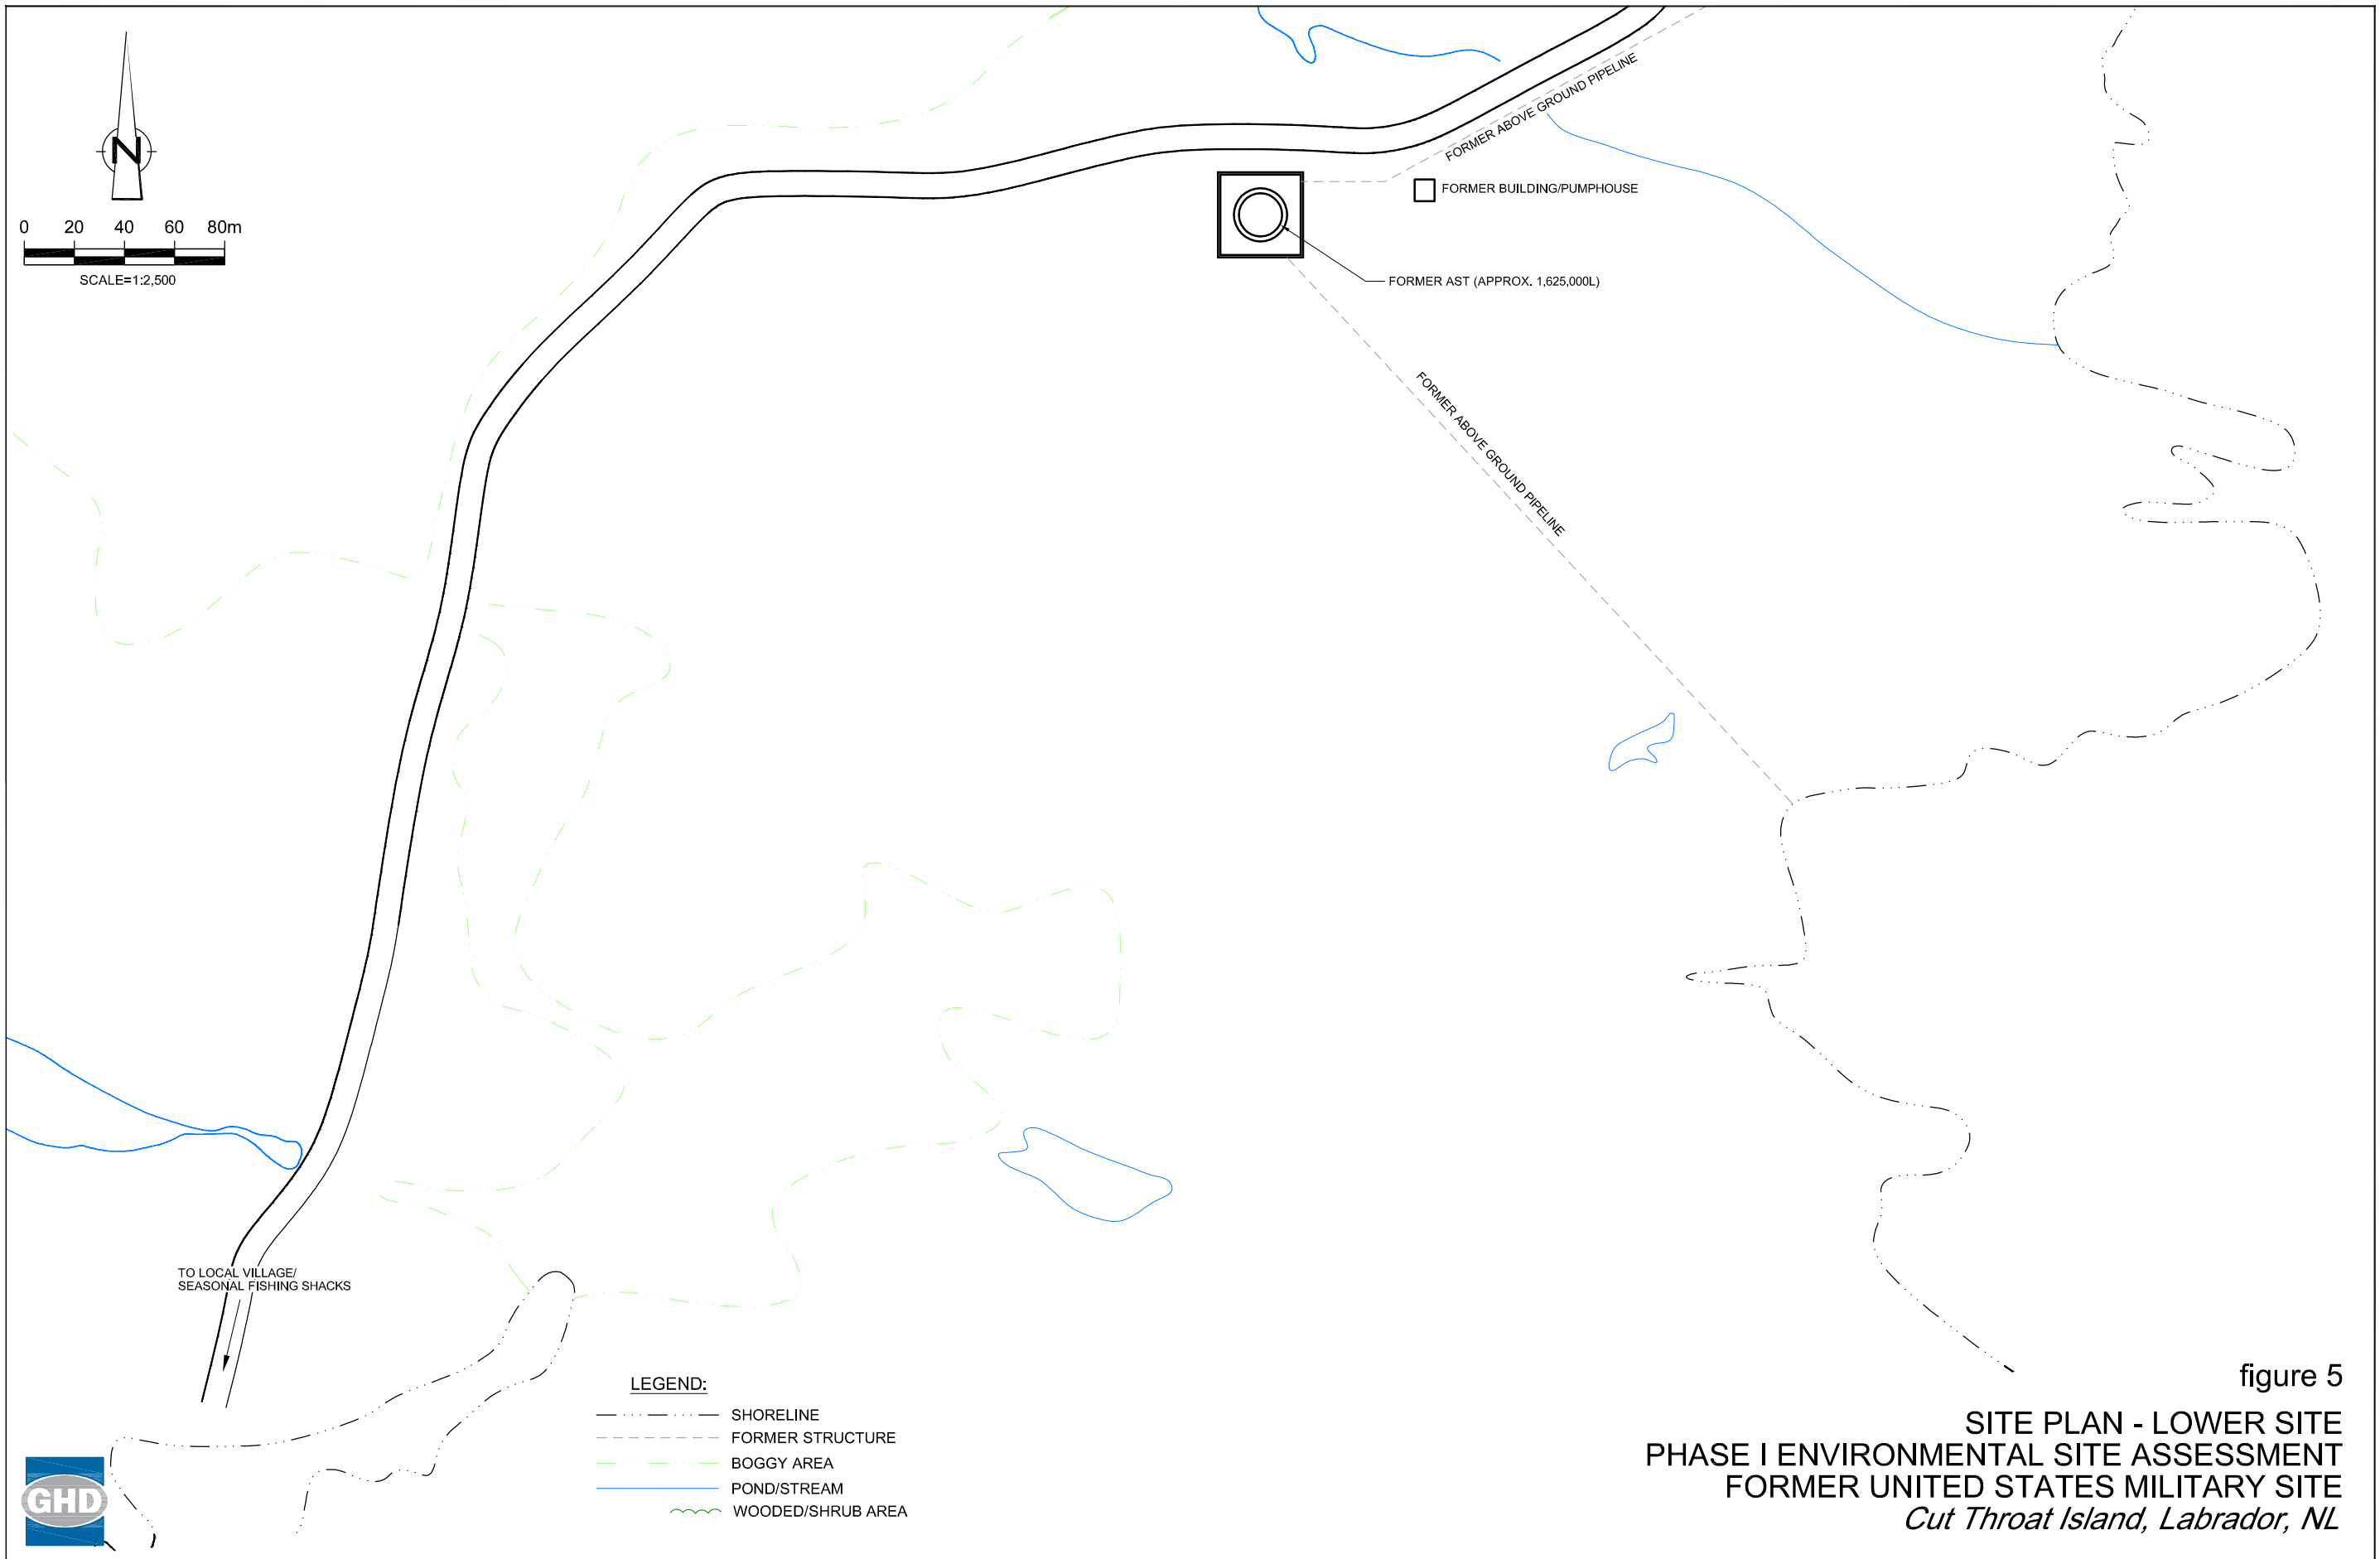 N
0 20 40 60 80m
SCALE=1:2,500
FORMER ABOVE GROUND PIPELINE
FORMER BUILDING/PUMPHOUSE
FORMER AST (APPROX. 1,625,000L)
FORMER ABOVE GROUND PIPELINE
TO LOCAL VILLAGE/
SEASONAL FISHING SHACKS
LEGEND:
SHORELINE
FORMER STRUCTURE
BOGGY AREA
POND/STREAM
WOODED/SHRUB AREA
GHD
figure 5
SITE PLAN - LOWER SITE
PHASE I ENVIRONMENTAL SITE ASSESSMENT
FORMER UNITED STATES MILITARY SITE
Cut Throat Island, Labrador, NL